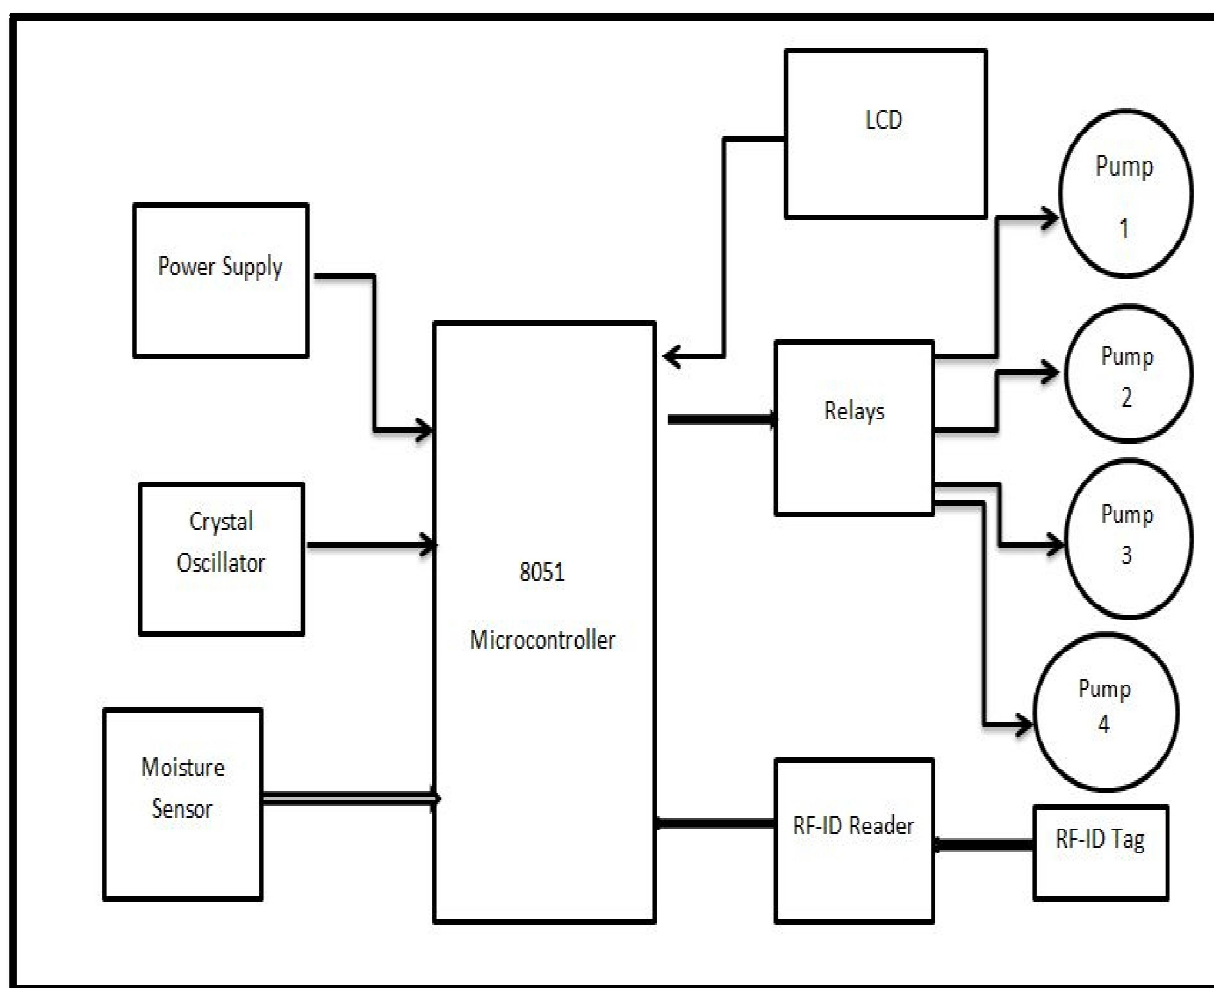 LCD
Pump
1
Power Supply
Pump
2
Relays
Crystal
Oscillator
Pump
3
8051
Microcontroller
Pump
4
Moisture
Sensor
RF-ID Reader
RF-ID Tag